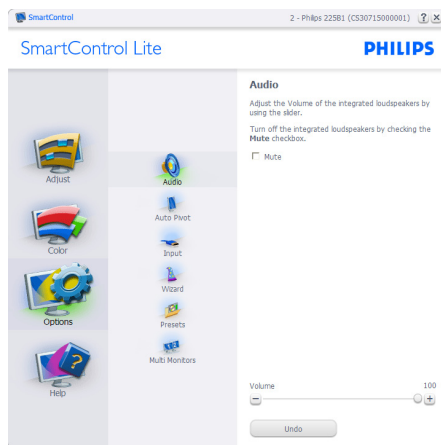 SmartControl
2 - Philips 225B1 (CS30715000001)
?
SmartControl Lite
PHILIPS
Adjust
Color
Options
Help
Audio
Auto Pivot
Input
Wizard
Presets
Multi Monitors
Audio
Adjust the Volume of the integrated loudspeakers by
using the slider.
Turn off the integrated loudspeakers by checking the
Mute checkbox.
Mute
Volume
100
Undo